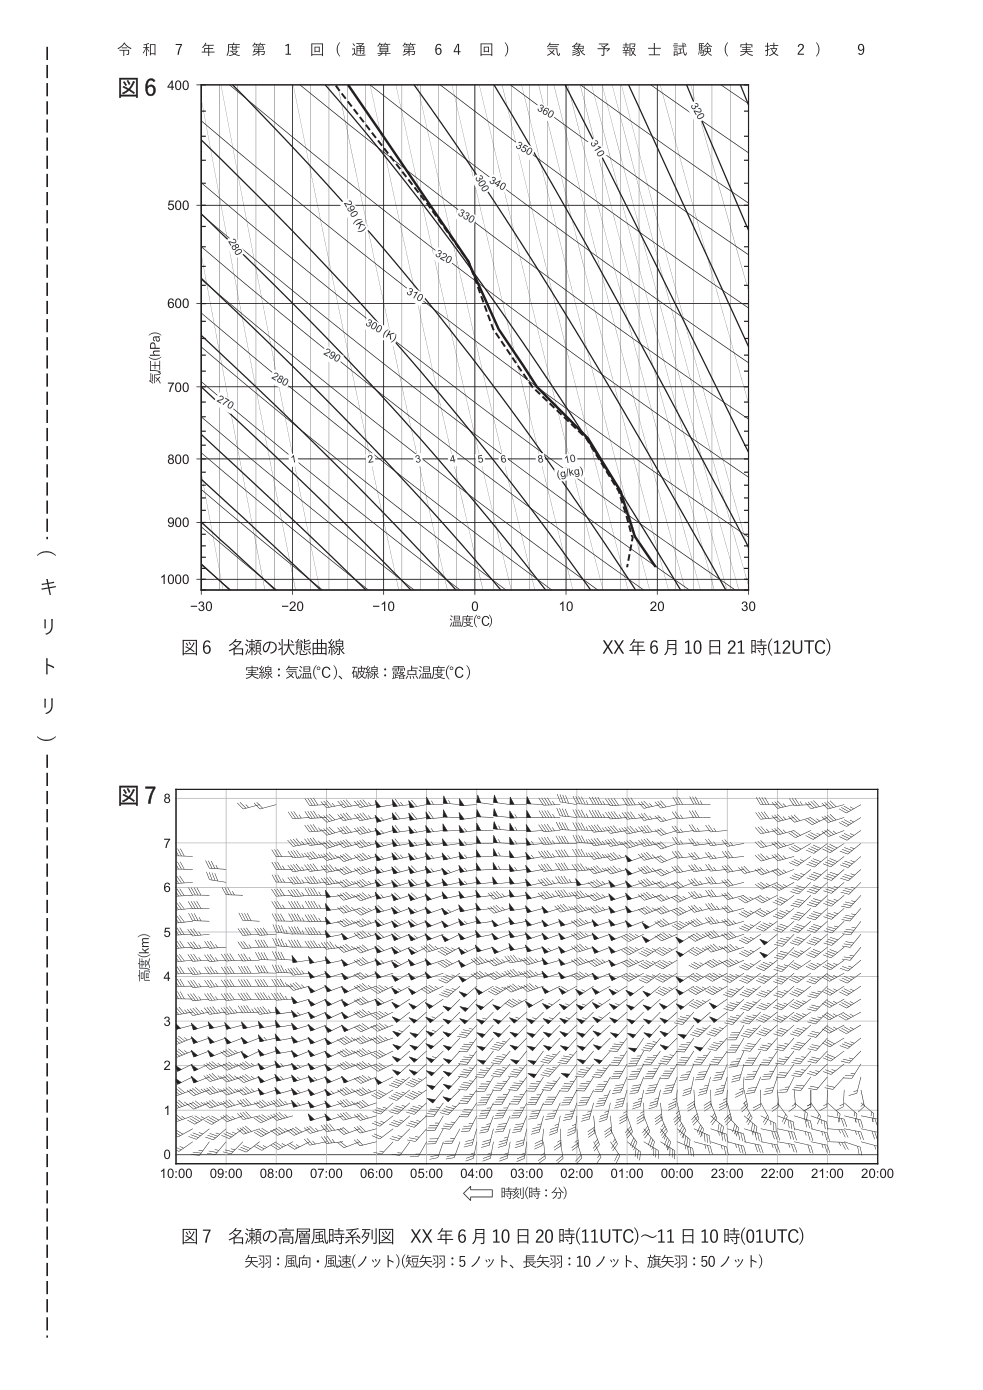 令和7年度第1回(通算第64回) 気象予報士試験(実技2) 9
図6
400
360
320
350
310
340
300
500
290 (K)
330
280
320
310
600
300 (K)
290
気圧(hPa)
280
700
270
800
1 2 3 4 5 6 8 10
(g/kg)
900
1000
−30 −20 −10 0 10 20 30
温度(℃)
図6 名瀬の状態曲線 XX年6月10日21時(12UTC)
実線：気温(℃)、破線：露点温度(℃)
(キリトリ)
図7
8
7
6
5
高度(km)
4
3
2
1
0
10:00 09:00 08:00 07:00 06:00 05:00 04:00 03:00 02:00 01:00 00:00 23:00 22:00 21:00 20:00
時刻(時：分)
図7 名瀬の高層風時系列図 XX年6月10日20時(11UTC)～11日10時(01UTC)
矢羽：風向・風速(ノット)(短矢羽：5ノット、長矢羽：10ノット、旗矢羽：50ノット)